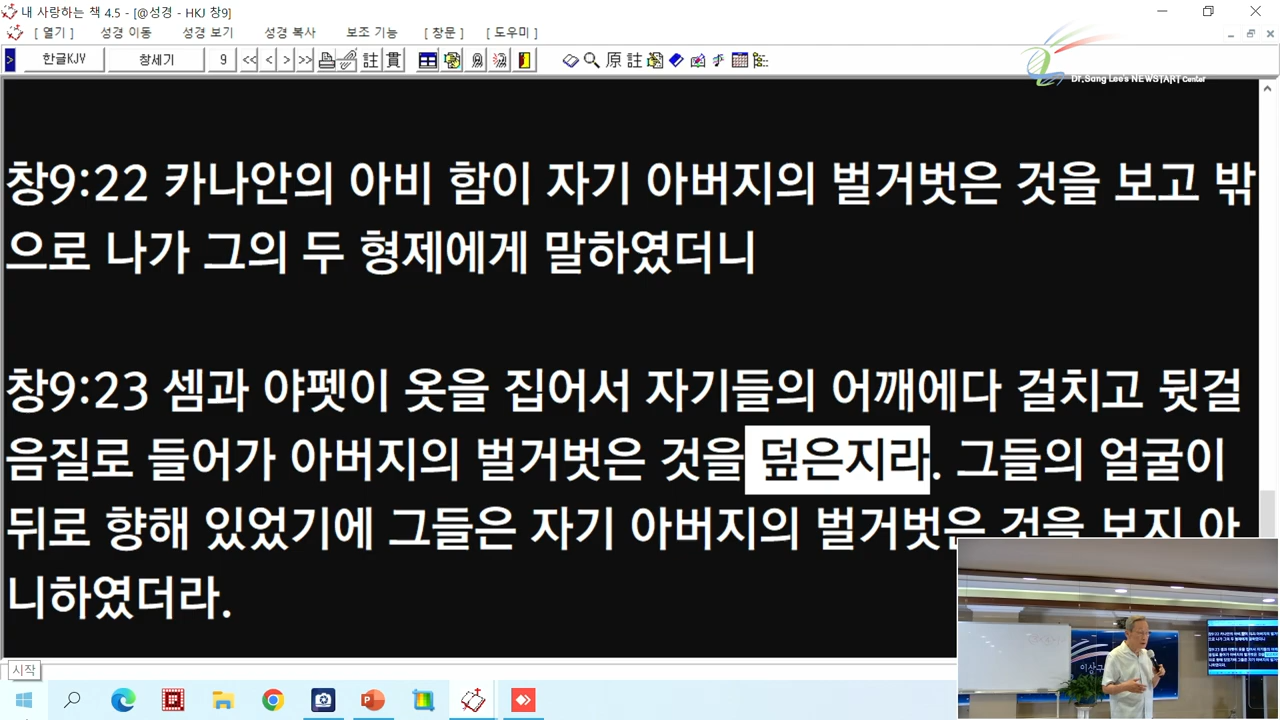 내 사랑하는 책 4.5 - [@성경 - HKJ 창9]
[ 열기 ] 성경 이동 성경 보기 성경 복사 보조 기능 [ 창문 ] [ 도우미 ]
한글KJV 창세기 9 << < > >> 註 貫 原 註
Dr.Sang Lee's NEWSTART Center
창9:22 카나안의 아비 함이 자기 아버지의 벌거벗은 것을 보고 밖
으로 나가 그의 두 형제에게 말하였더니
창9:23 셈과 야펫이 옷을 집어서 자기들의 어깨에다 걸치고 뒷걸
음질로 들어가 아버지의 벌거벗은 것을 덮은지라. 그들의 얼굴이
뒤로 향해 있었기에 그들은 자기 아버지의 벌거벗은 것을 보지 아
니하였더라.
시작
이상구